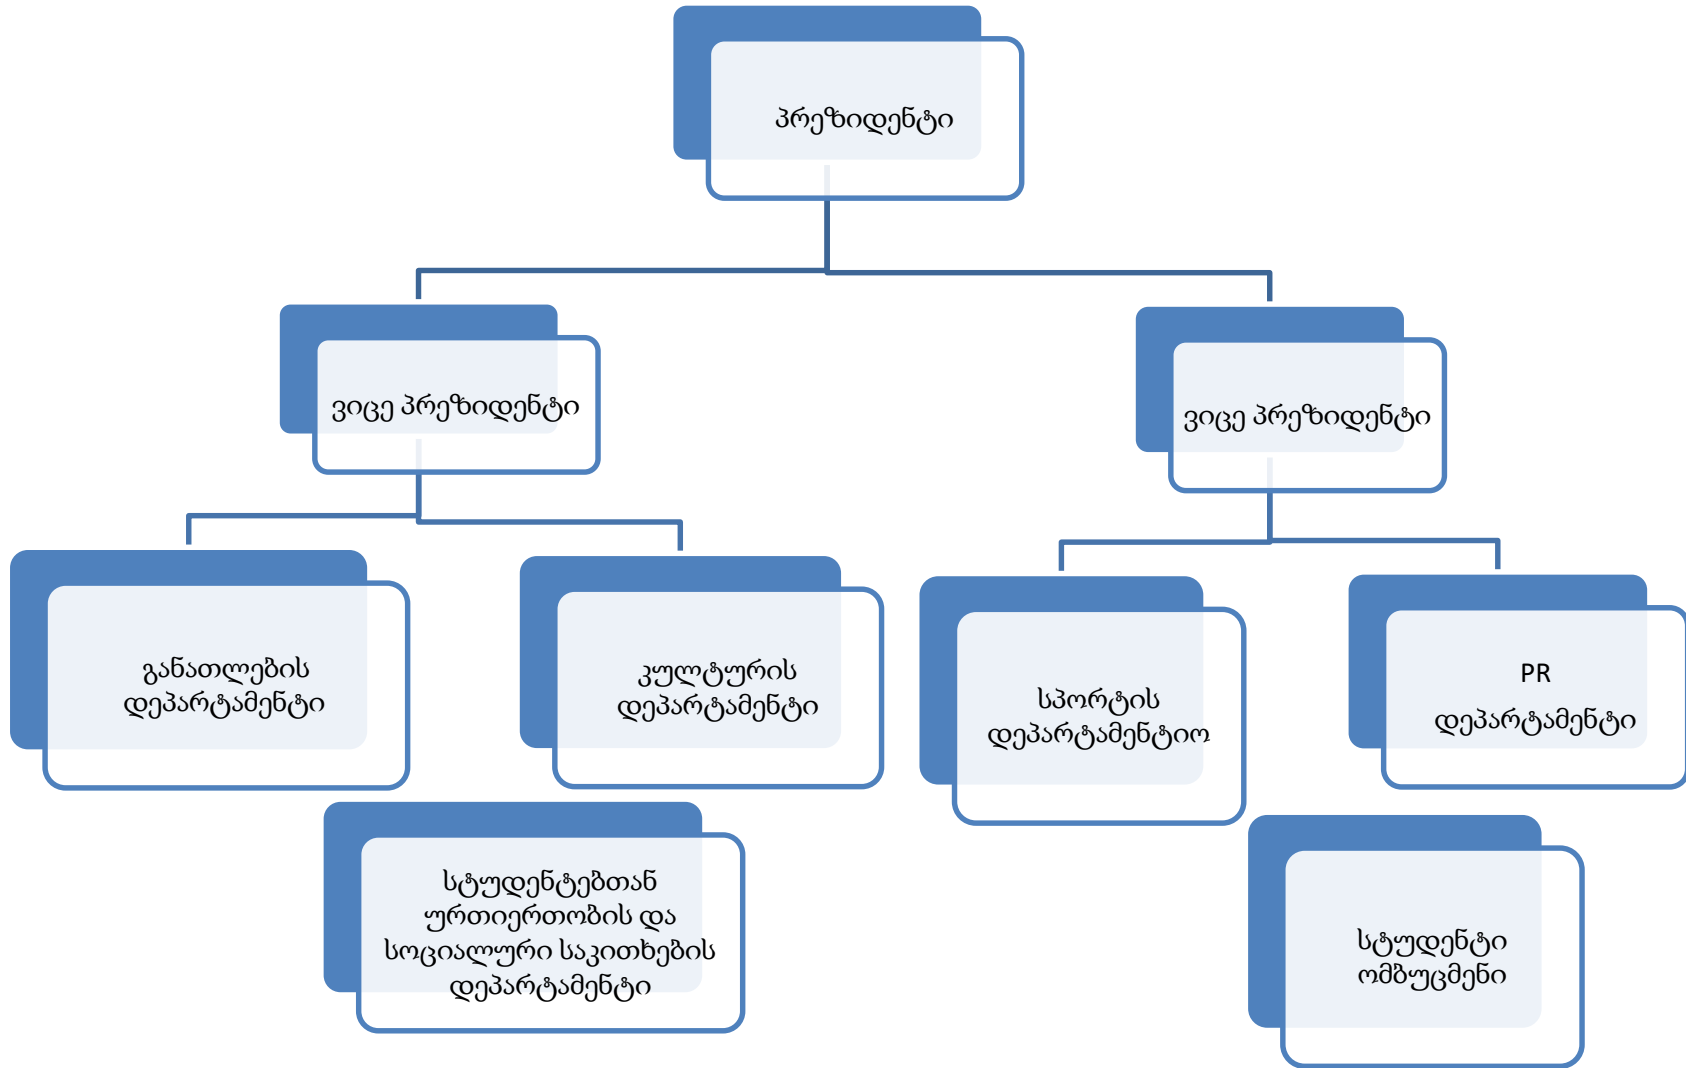 პრეზიდენტი
ვიცე პრეზიდენტი
ვიცე პრეზიდენტი
განათლების
დეპარტამენტი
კულტურის
დეპარტამენტი
სპორტის
დეპარტამენტიო
PR
დეპარტამენტი
სტუდენტებთან
ურთიერთობის და
სოციალური საკითხების
დეპარტამენტი
სტუდენტი
ომბუცმენი